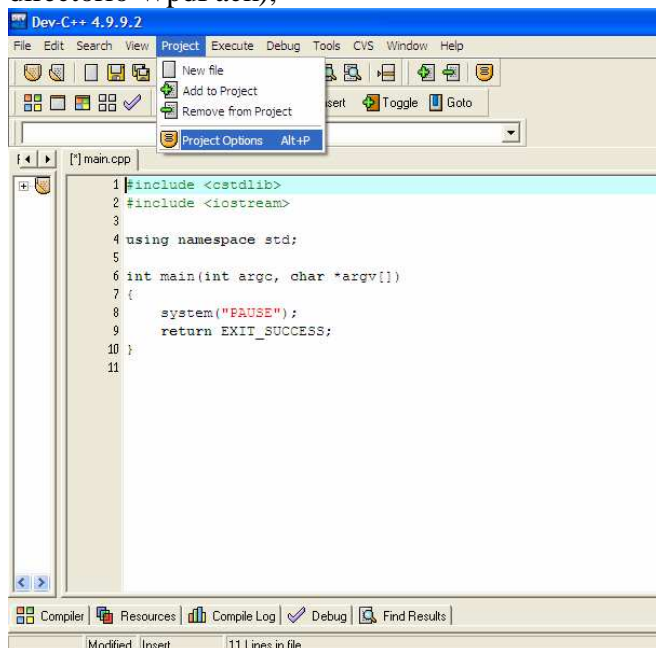 directorio WpdPack);
Dev-C++ 4.9.9.2
File Edit Search View Project Execute Debug Tools CVS Window Help
New file
Add to Project
Remove from Project
Project Options Alt+P
Toggle Goto
[*] main.cpp
1 #include <cstdlib>
2 #include <iostream>
3
4 using namespace std;
5
6 int main(int argc, char *argv[])
7 {
8 system("PAUSE");
9 return EXIT_SUCCESS;
10 }
11
Compiler Resources Compile Log Debug Find Results
Modified Insert 11 Lines in file